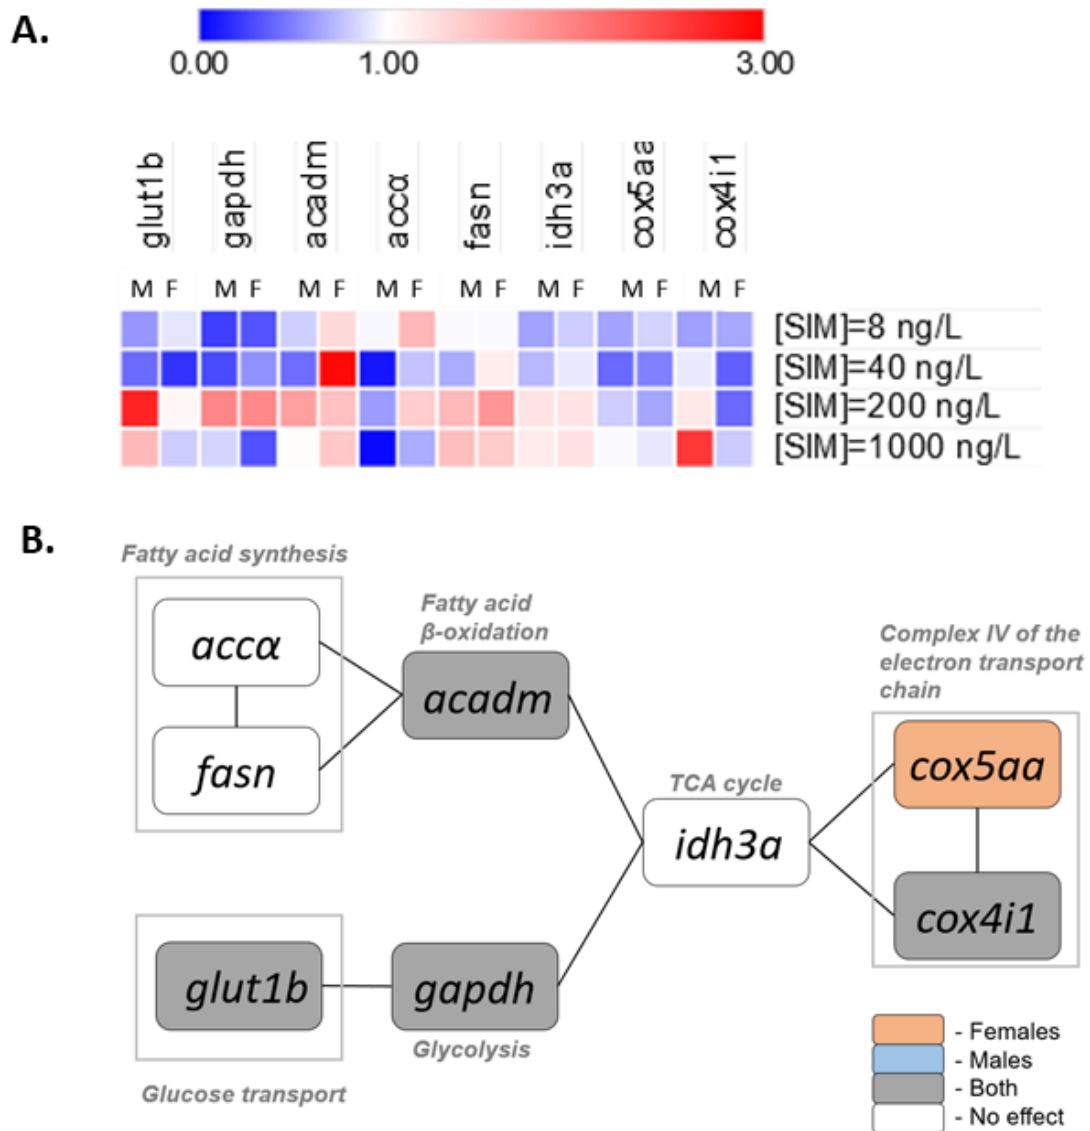 A.
0.00 1.00 3.00
glut1b gapdh acadm accα fasn idh3a cox5aa cox4i1
M F M F M F M F M F M F M F M F
[SIM]=8 ng/L
[SIM]=40 ng/L
[SIM]=200 ng/L
[SIM]=1000 ng/L
B.
Fatty acid synthesis
accα
fasn
Fatty acid
β-oxidation
acadm
Glucose transport
glut1b
gapdh
Glycolysis
TCA cycle
idh3a
Complex IV of the
electron transport
chain
cox5aa
cox4i1
- Females
- Males
- Both
- No effect